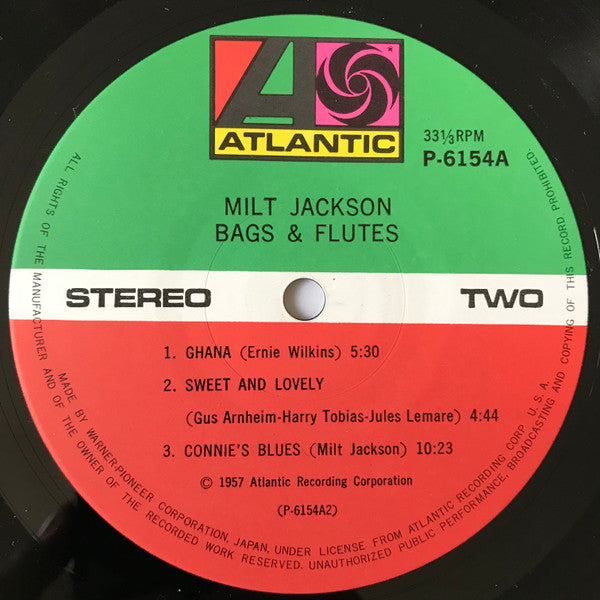 ATLANTIC
33⅓RPM
P-6154A
MILT JACKSON
BAGS & FLUTES
STEREO
TWO
1. GHANA (Ernie Wilkins) 5:30
2. SWEET AND LOVELY
(Gus Arnheim-Harry Tobias-Jules Lemare) 4:44
3. CONNIE'S BLUES (Milt Jackson) 10:23
© 1957 Atlantic Recording Corporation
(P-6154A2)
MADE BY WARNER-PIONEER CORPORATION, JAPAN, UNDER LICENSE FROM ATLANTIC RECORDING CORP. U.S.A.
ALL RIGHTS OF THE MANUFACTURER AND OF THE OWNER OF THE RECORDED WORK RESERVED. UNAUTHORIZED PUBLIC PERFORMANCE, BROADCASTING AND COPYING OF THIS RECORD PROHIBITED.